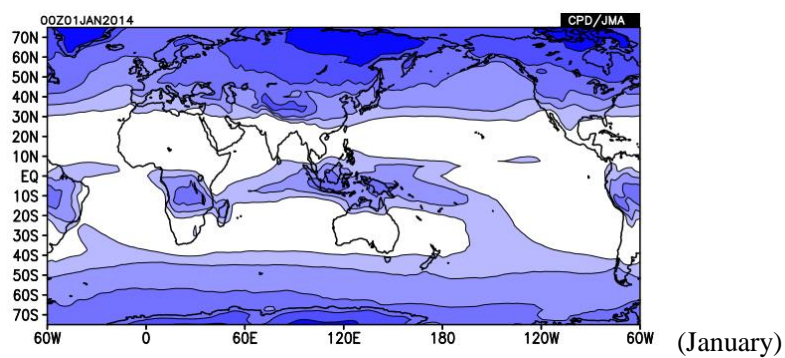 00Z01JAN2014 CPD/JMA
70N
60N
50N
40N
30N
20N
10N
EQ
10S
20S
30S
40S
50S
60S
70S
60W 0 60E 120E 180 120W 60W
(January)